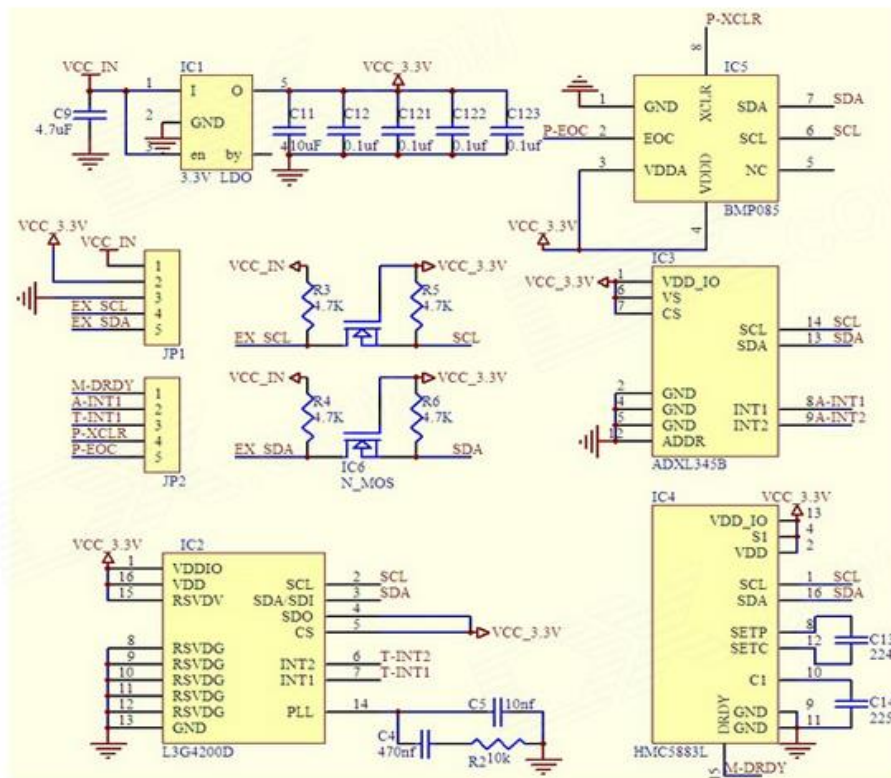 P-XCLR
VCC_IN
IC1
VCC_3.3V
8
IC5
1
I
O
5
C9
4.7uF
2
GND
C11
C12
C121
C122
C123
10uF
0.1uf
0.1uf
0.1uf
0.1uf
3
en
by
4
3.3V LDO
1
GND
XCLR
SDA
7
SDA
P-EOC
2
EOC
SCL
6
SCL
3
VDDA
VDDD
NC
5
4
BMP085
VCC_3.3V
VCC_3.3V
VCC_IN
1
2
3
EX_SCL
4
EX_SDA
5
JP1
VCC_IN
VCC_3.3V
R3
4.7K
R5
4.7K
EX_SCL
SCL
IC3
VCC_3.3V
1
VDD_IO
6
VS
7
CS
SCL
14
SCL
SDA
13
SDA
2
GND
4
GND
5
GND
12
ADDR
INT1
8
A-INT1
INT2
9
A-INT2
ADXL345B
M-DRDY
1
A-INT1
2
T-INT1
3
P-XCLR
4
P-EOC
5
JP2
VCC_IN
VCC_3.3V
R4
4.7K
R6
4.7K
EX_SDA
SDA
IC6
N_MOS
VCC_3.3V
IC2
1
VDDIO
16
VDD
15
RSVDV
SCL
2
SCL
SDA/SDI
3
SDA
SDO
4
CS
5
VCC_3.3V
8
RSVDG
9
RSVDG
10
RSVDG
11
RSVDG
12
RSVDG
13
GND
INT2
6
T-INT2
INT1
7
T-INT1
PLL
14
C5
10nf
C4
470nf
R2
10k
L3G4200D
IC4
VCC_3.3V
VDD_IO
13
S1
4
VDD
2
SCL
1
SCL
SDA
16
SDA
SETP
8
SETC
12
C13
224
C1
10
C14
225
DRDY
GND
9
GND
11
HMC5883L
15
M-DRDY